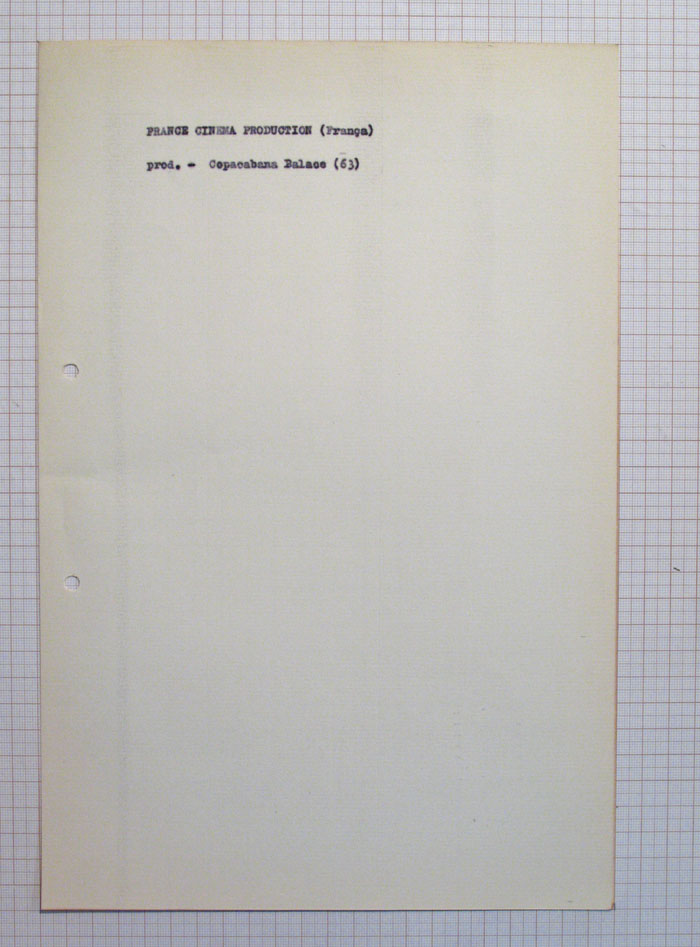 FRANCE CINEMA PRODUCTION (França)
prod. - Copacabana Palace (63)